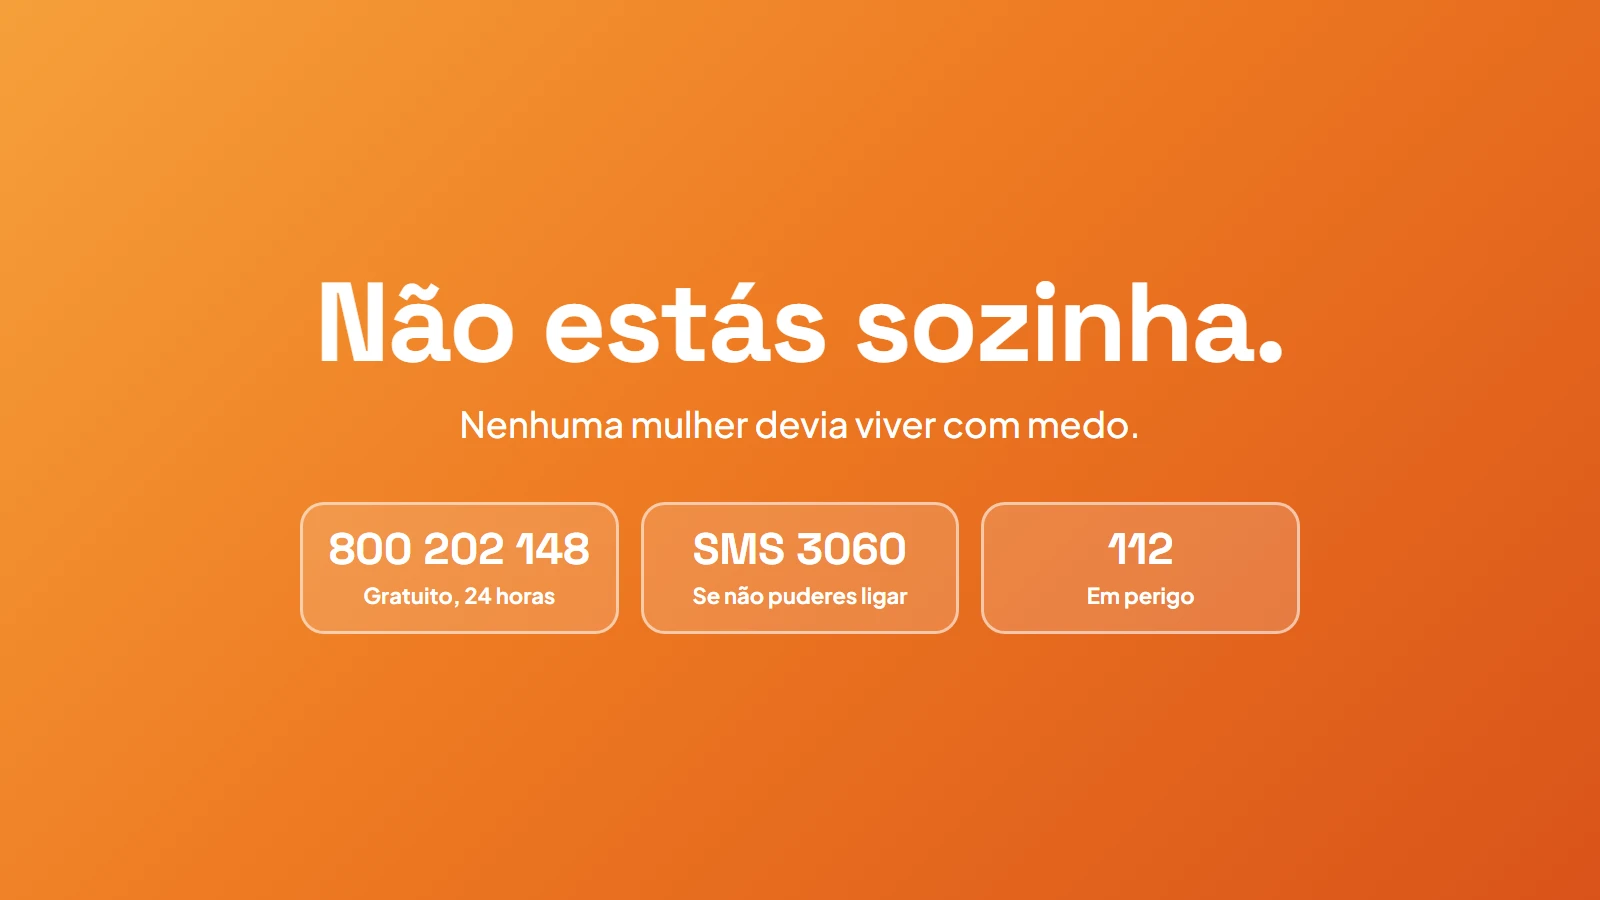 Não estás sozinha.
Nenhuma mulher devia viver com medo.
800 202 148
Gratuito, 24 horas
SMS 3060
Se não puderes ligar
112
Em perigo